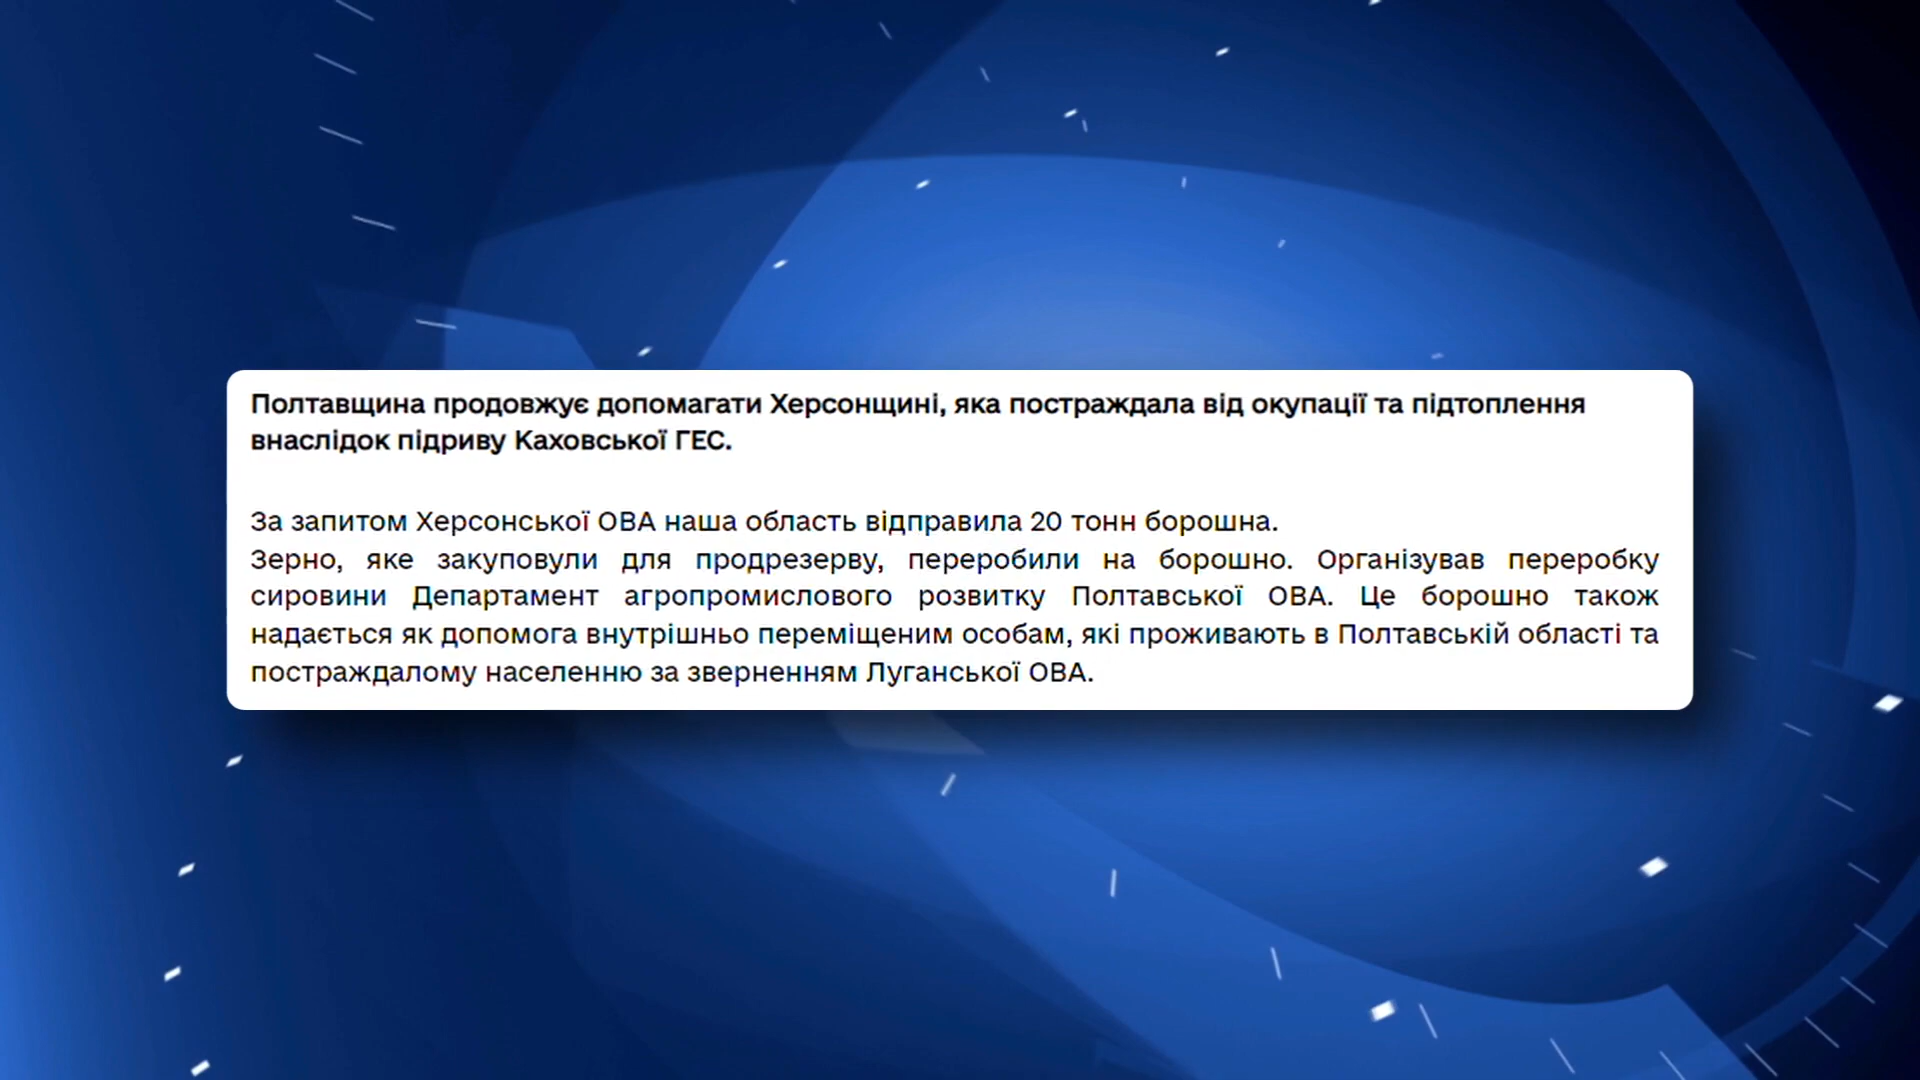 Полтавщина продовжує допомагати Херсонщині, яка постраждала від окупації та підтоплення
внаслідок підриву Каховської ГЕС.
За запитом Херсонської ОВА наша область відправила 20 тонн борошна.
Зерно, яке закуповували для продрезерву, переробили на борошно. Організував переробку
сировини Департамент агропромислового розвитку Полтавської ОВА. Це борошно також
надається як допомога внутрішньо переміщеним особам, які проживають в Полтавській області та
постраждалому населенню за зверненням Луганської ОВА.